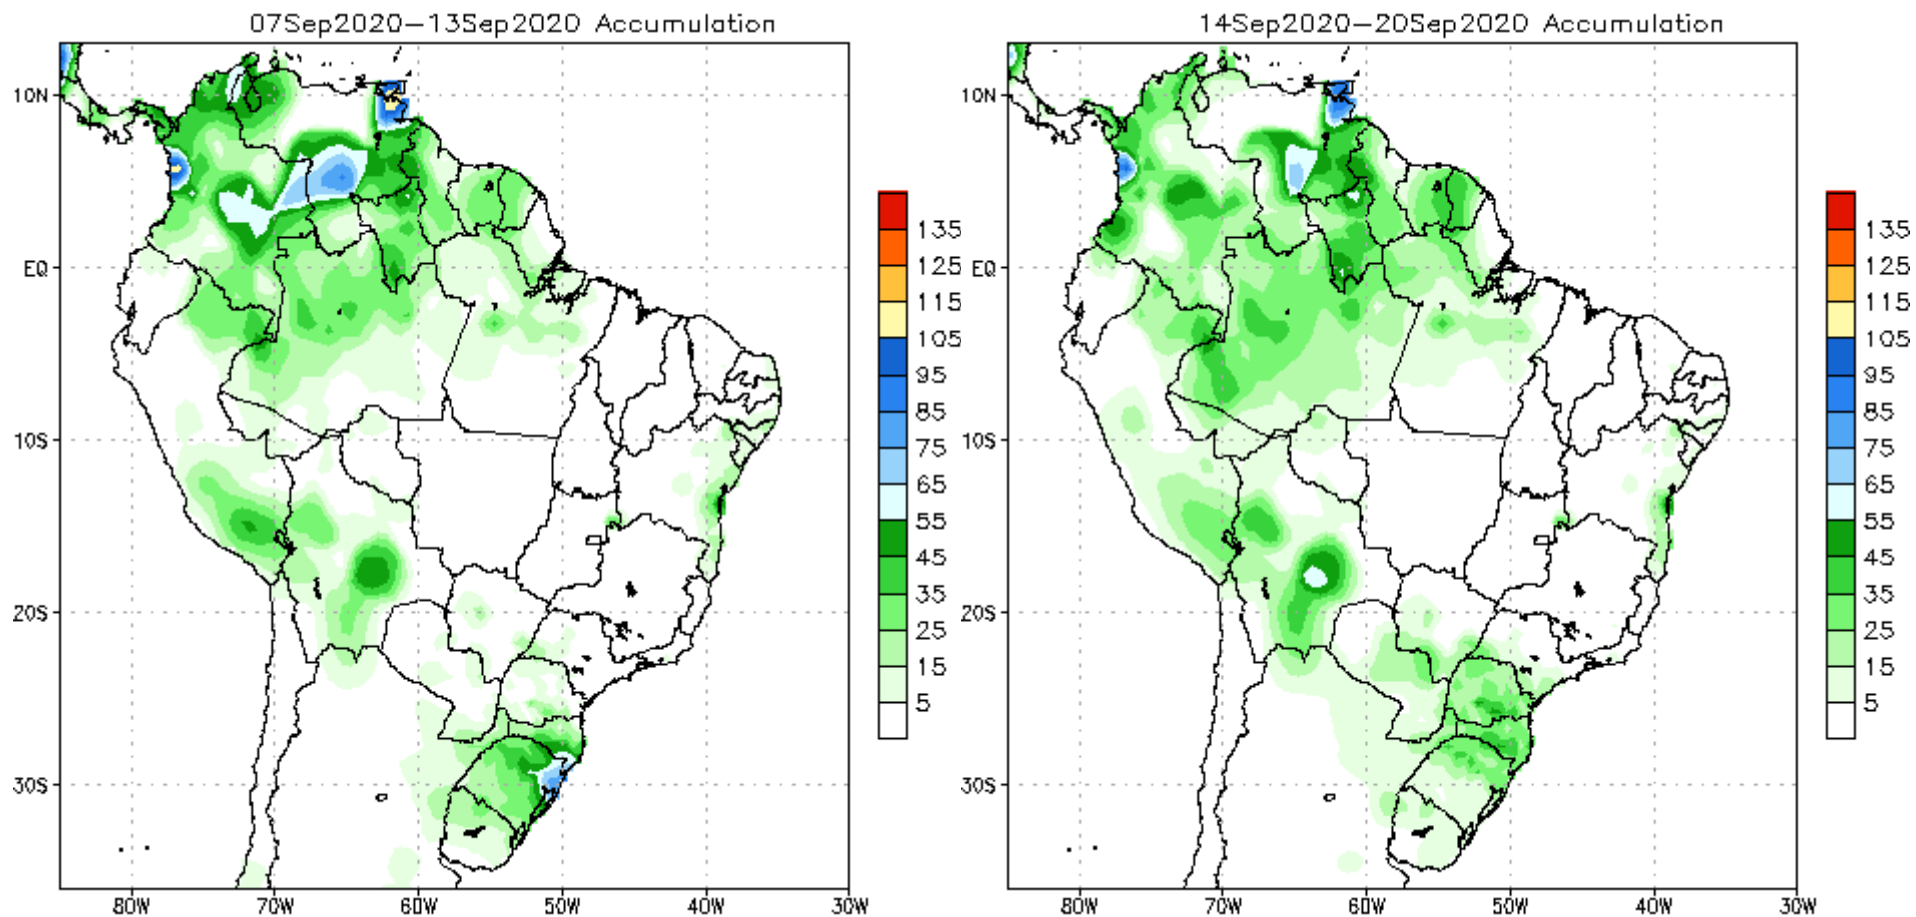 07Sep2020–13Sep2020 Accumulation
10N
EQ
10S
20S
30S
80W 70W 60W 50W 40W 30W
135
125
115
105
95
85
75
65
55
45
35
25
15
5
14Sep2020–20Sep2020 Accumulation
10N
EQ
10S
20S
30S
80W 70W 60W 50W 40W 30W
135
125
115
105
95
85
75
65
55
45
35
25
15
5